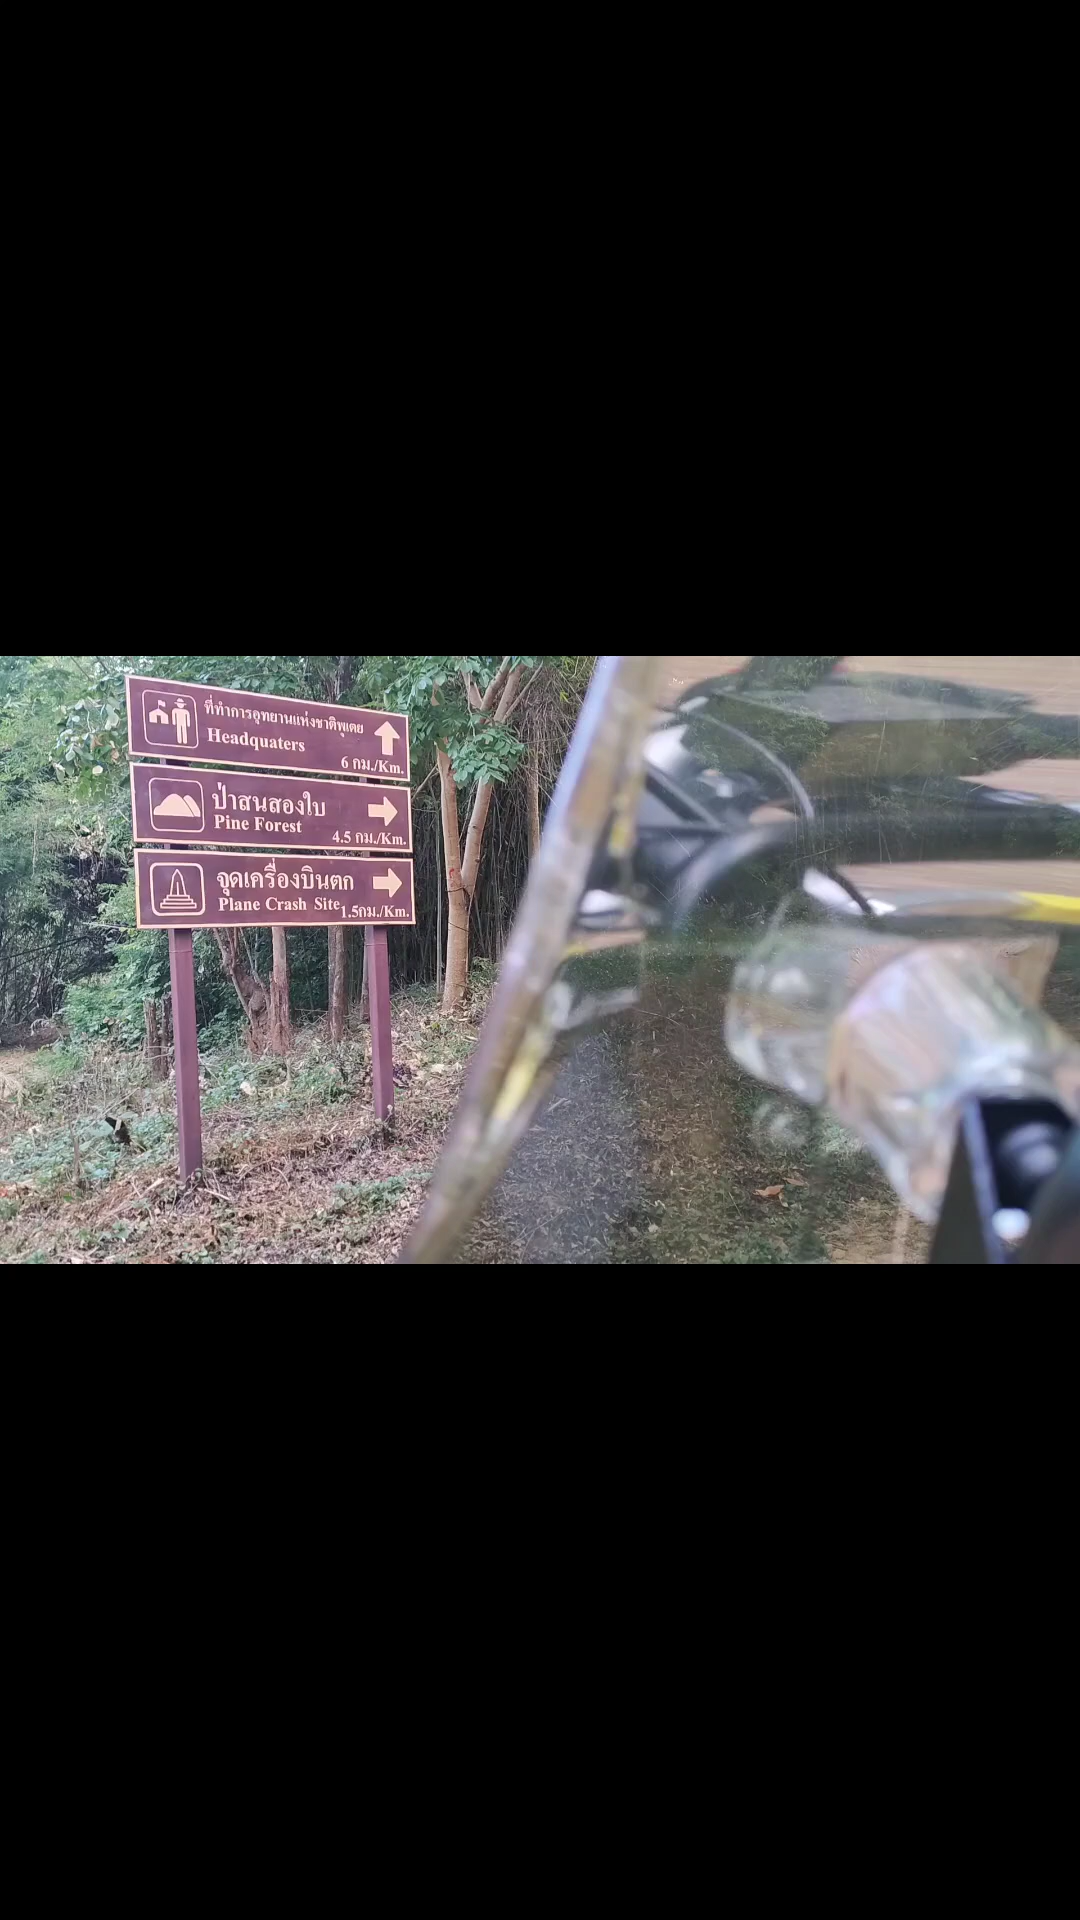 ที่ทำการอุทยานแห่งชาติพุเตย
Headquaters
6 กม./Km.
ป่าสนสองใบ
Pine Forest
4.5 กม./Km.
จุดเครื่องบินตก
Plane Crash Site
1.5กม./Km.